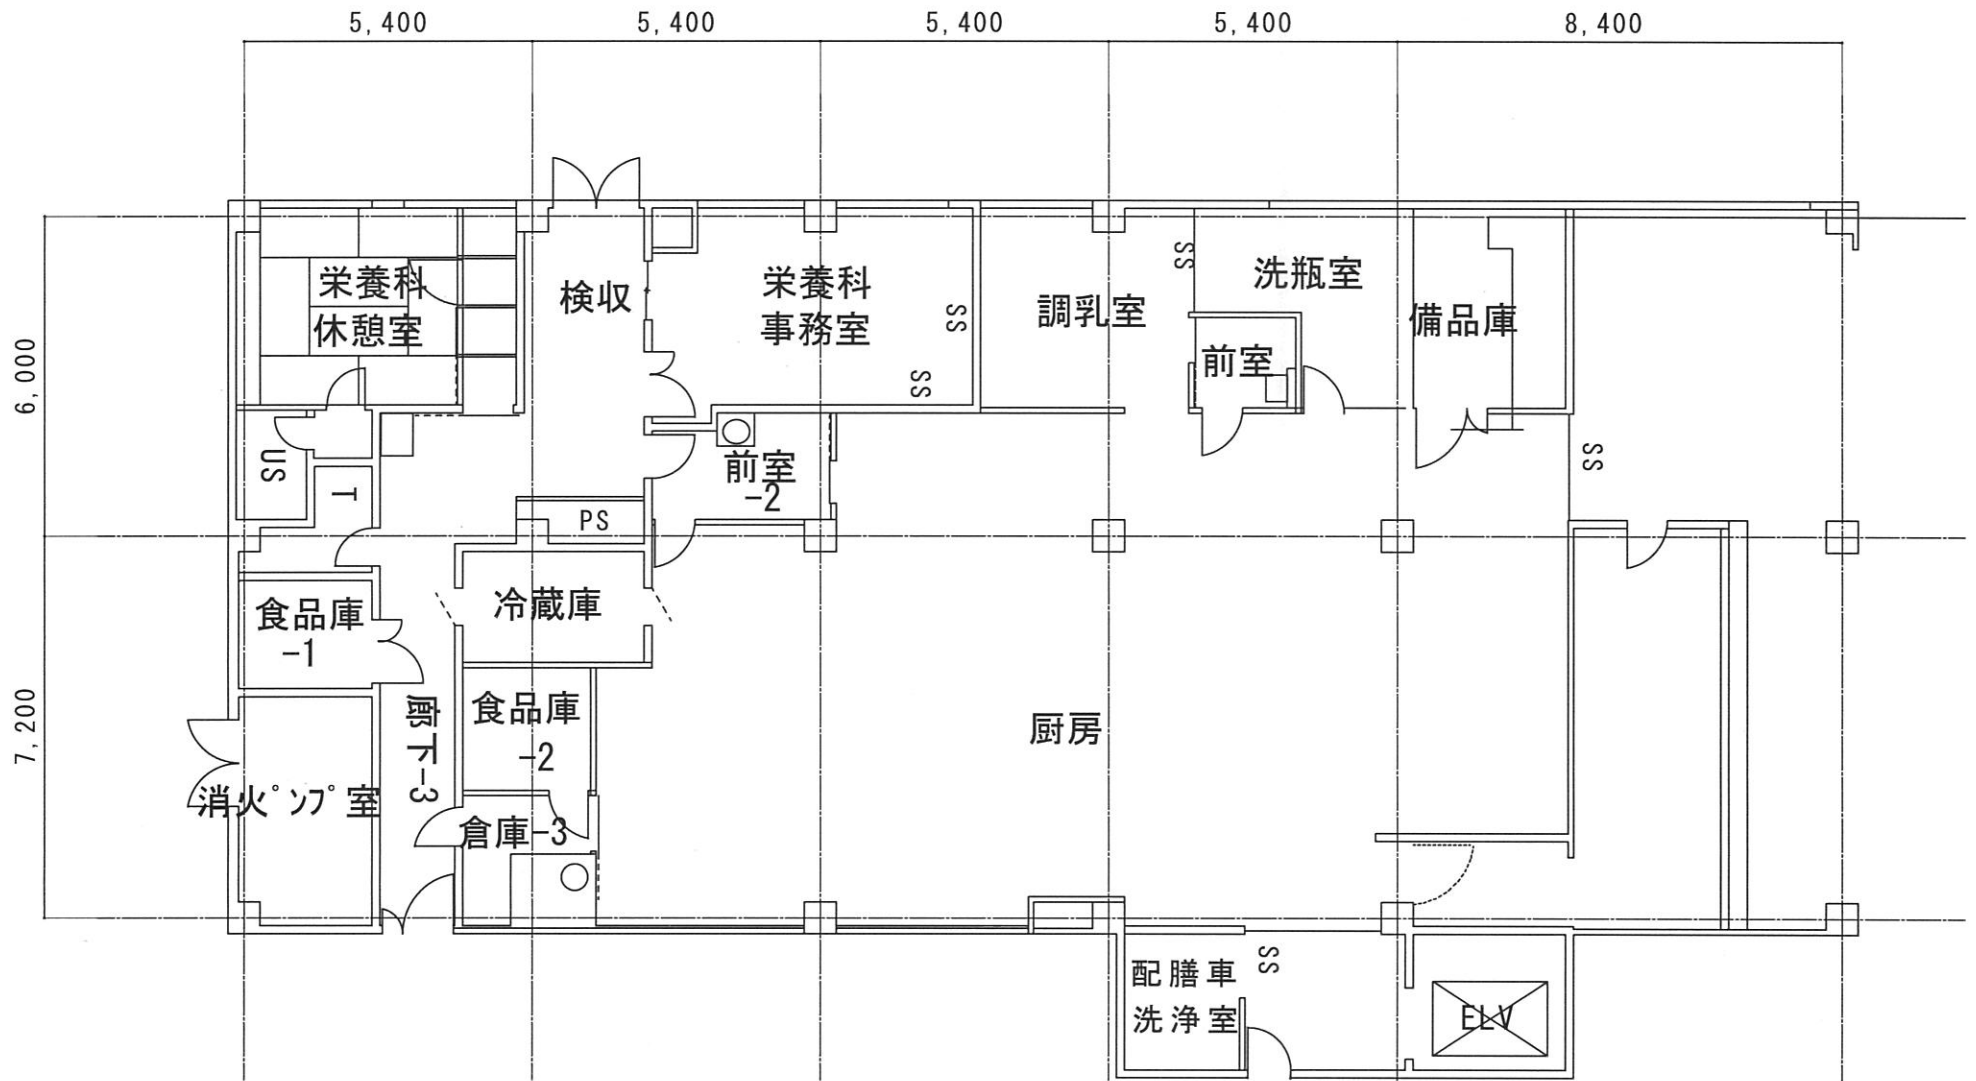 5,400
5,400
5,400
5,400
8,400
6,000
7,200
栄養科
休憩室
検収
栄養科
事務室
SS
SS
調乳室
SS
洗瓶室
前室
備品庫
SS
US
T
前室
-2
PS
冷蔵庫
食品庫
-1
食品庫
-2
廊下-3
厨房
消火ﾟﾝﾌﾟ室
倉庫-3
配膳車
洗浄室
SS
ELV